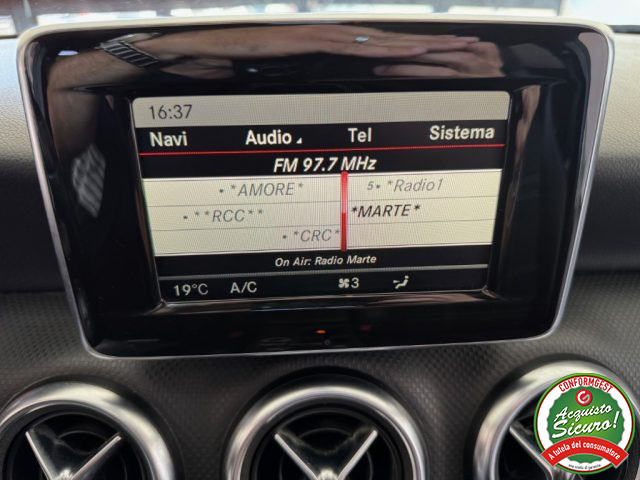 16:37
Navi Audio Tel Sistema
FM 97.7 MHz
• *AMORE* 5• *Radio1
• **RCC** *MARTE*
• *CRC*
On Air: Radio Marte
19°C A/C 3
CONFORMGEST
Acquisto
Sicuro!
A tutela del consumatore